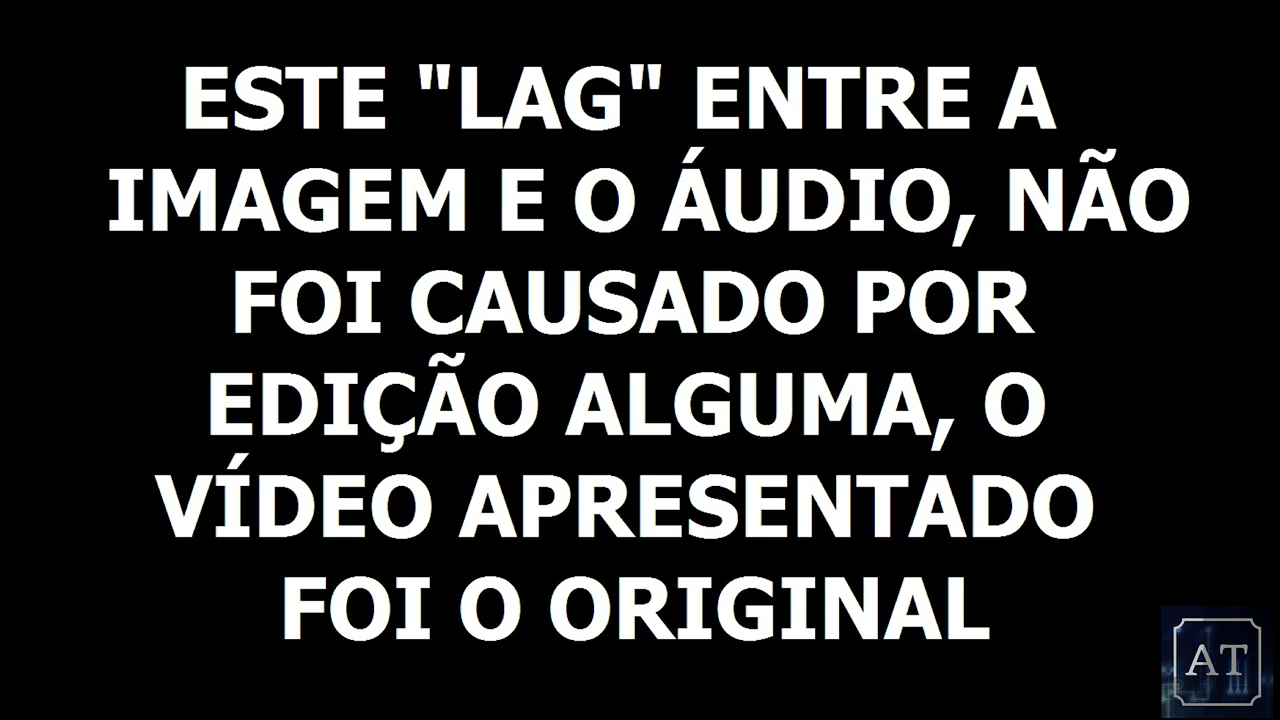 ESTE "LAG" ENTRE A
IMAGEM E O ÁUDIO, NÃO
FOI CAUSADO POR
EDIÇÃO ALGUMA, O
VÍDEO APRESENTADO
FOI O ORIGINAL
AT